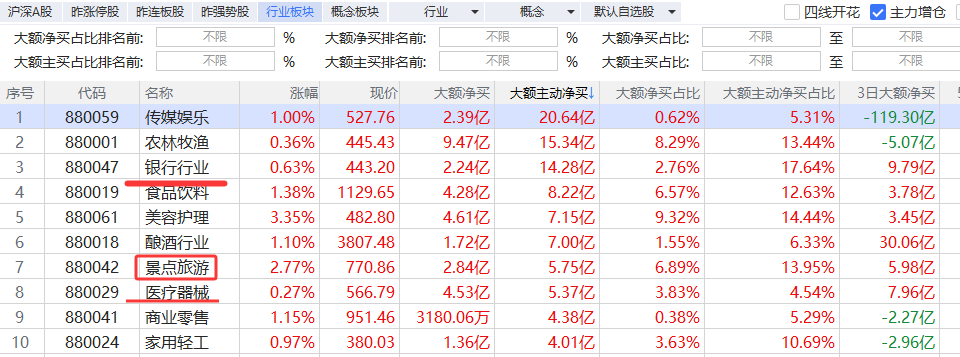 沪深A股 昨涨停股 昨连板股 昨强势股 行业板块 概念板块 行业 概念 默认自选股 四线开花 主力增仓
大额净买占比排名前: 不限 % 大额净买排名前: 不限 % 大额净买占比: 不限 至 不限
大额主买占比排名前: 不限 % 大额主买排名前: 不限 % 大额主买占比: 不限 至 不限
序号 代码 名称 涨幅 现价 大额净买 大额主动净买↓ 大额净买占比 大额主动净买占比 3日大额净买
1 880059 传媒娱乐 1.00% 527.76 2.39亿 20.64亿 0.62% 5.31% -119.30亿
2 880001 农林牧渔 0.36% 445.43 9.47亿 15.34亿 8.29% 13.44% -5.07亿
3 880047 银行行业 0.63% 443.20 2.24亿 14.28亿 2.76% 17.64% 9.79亿
4 880019 食品饮料 1.38% 1129.65 4.28亿 8.22亿 6.57% 12.63% 3.78亿
5 880061 美容护理 3.35% 482.80 4.61亿 7.15亿 9.32% 14.44% 3.45亿
6 880018 酿酒行业 1.10% 3807.48 1.72亿 7.00亿 1.55% 6.33% 30.06亿
7 880042 景点旅游 2.77% 770.86 2.84亿 5.75亿 6.89% 13.95% 5.98亿
8 880029 医疗器械 0.27% 566.79 4.53亿 5.37亿 3.83% 4.54% 7.96亿
9 880041 商业零售 1.15% 951.46 3180.06万 4.38亿 0.38% 5.29% -2.27亿
10 880024 家用轻工 0.97% 380.03 1.36亿 4.01亿 3.63% 10.69% -2.96亿